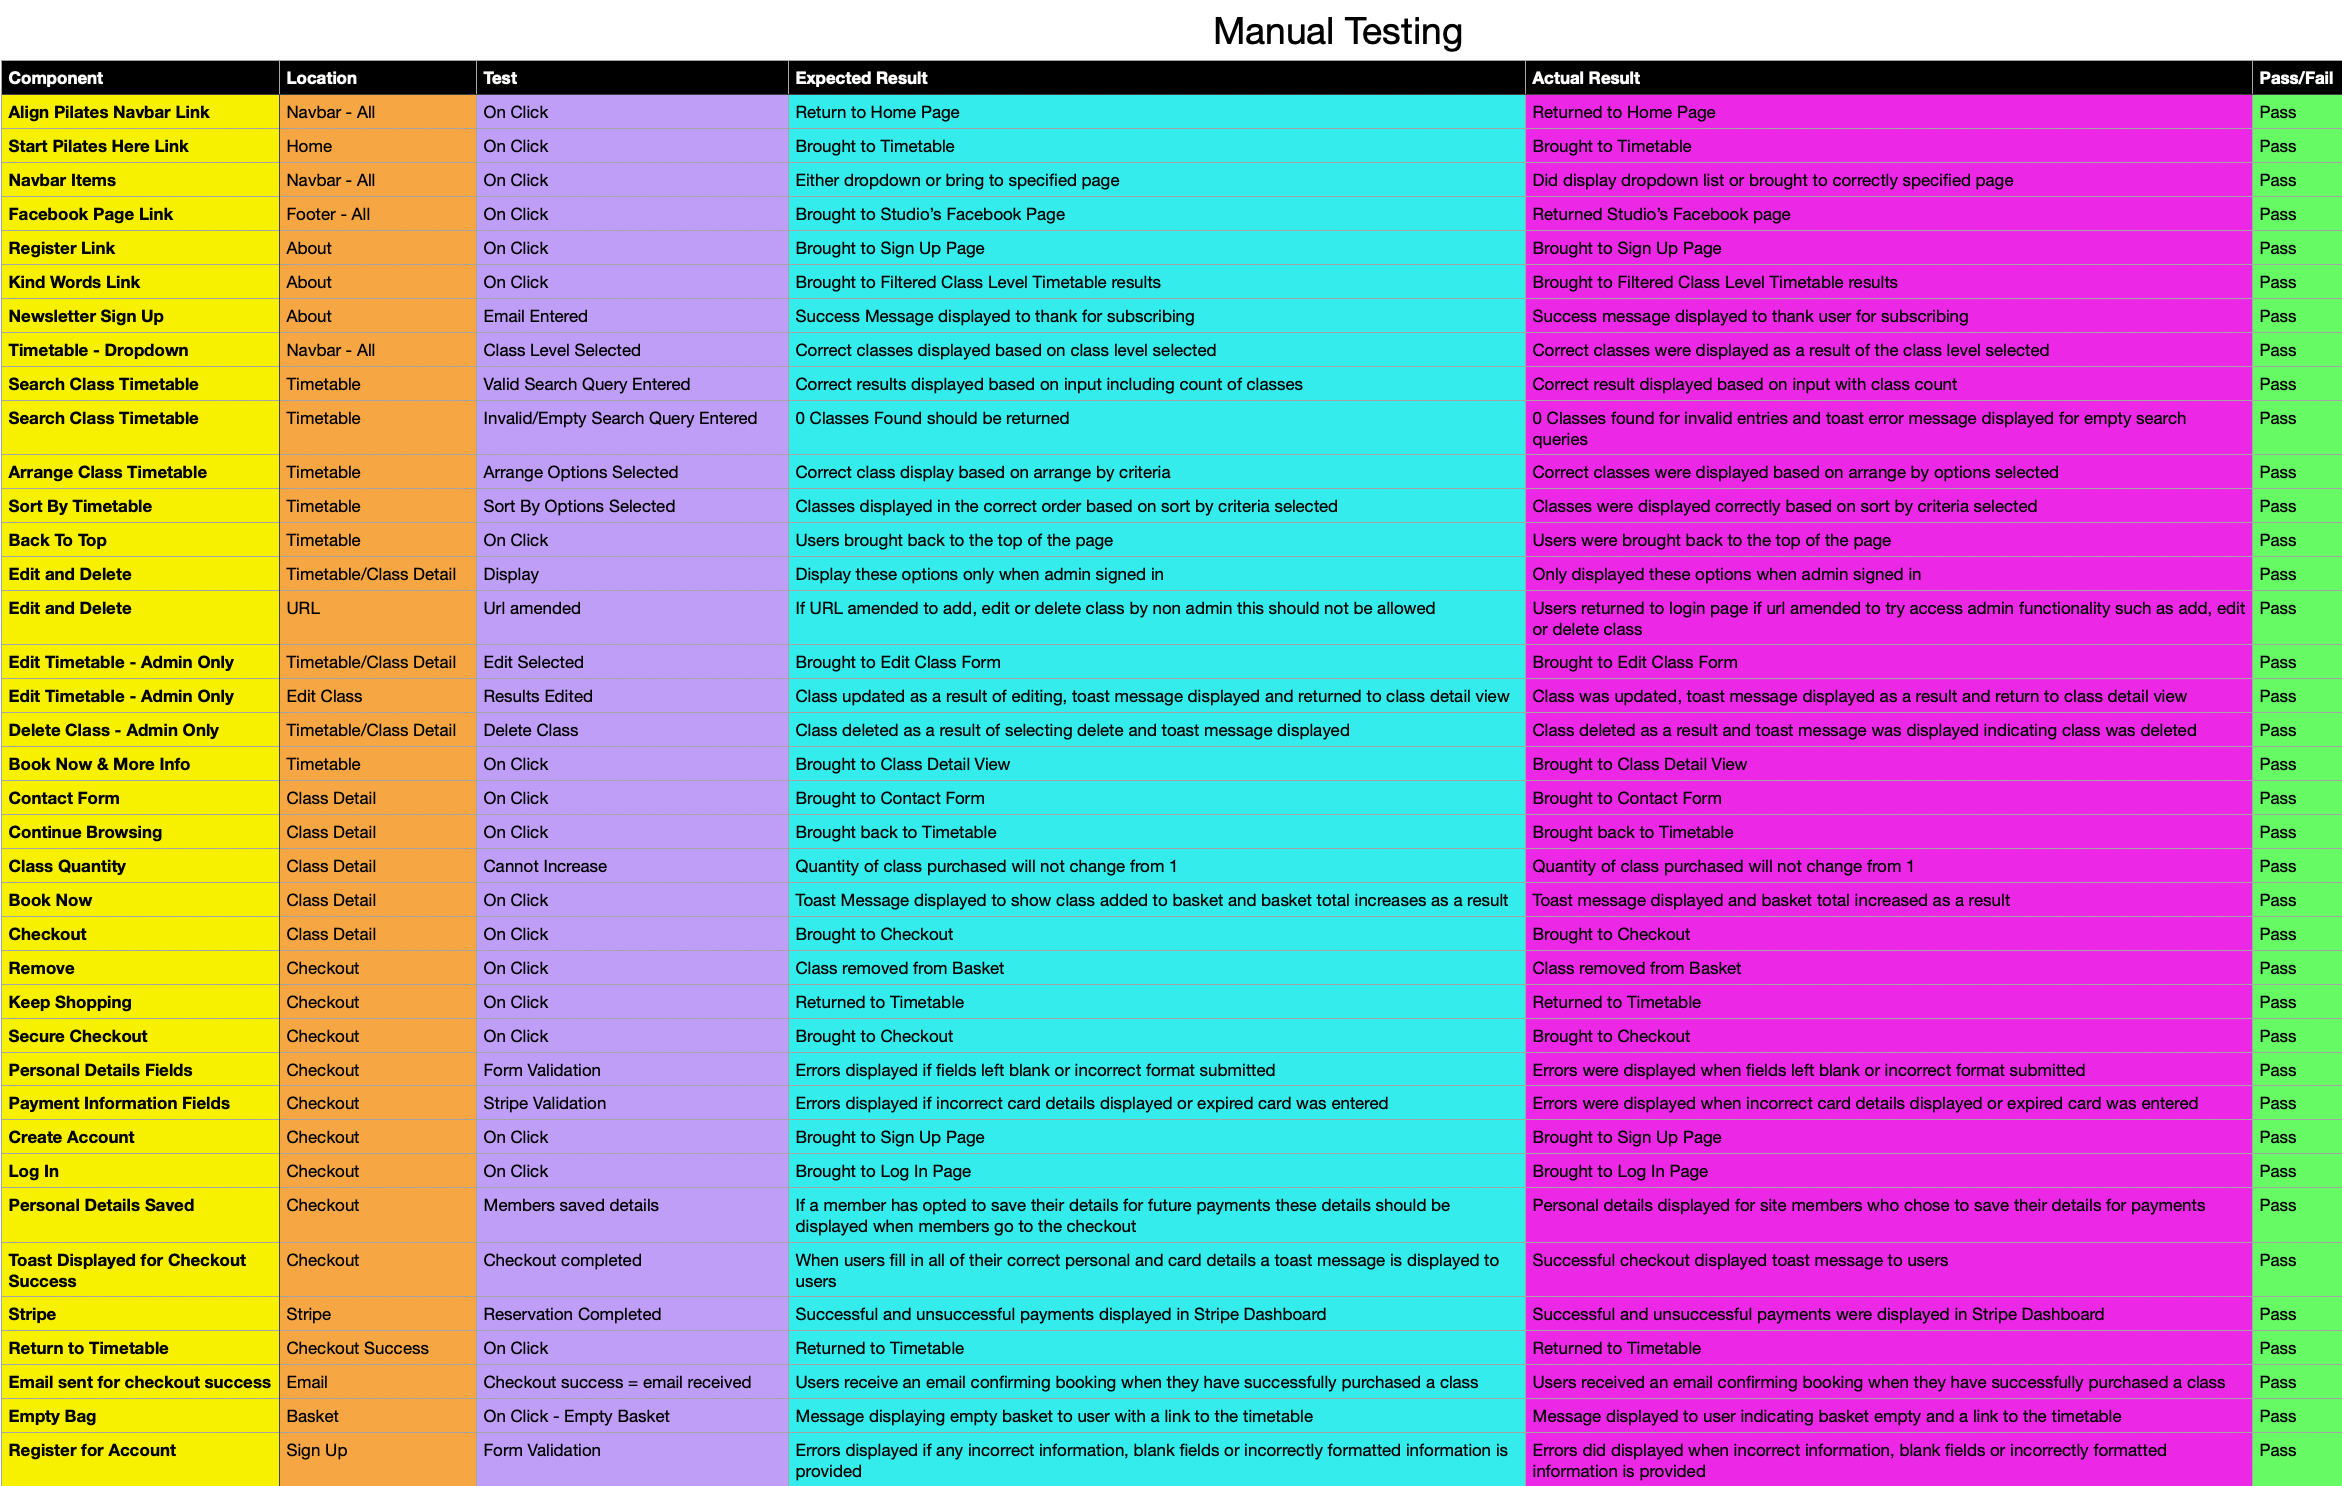 Manual Testing
Component Location Test Expected Result Actual Result Pass/Fail
Align Pilates Navbar Link Navbar - All On Click Return to Home Page Returned to Home Page Pass
Start Pilates Here Link Home On Click Brought to Timetable Brought to Timetable Pass
Navbar Items Navbar - All On Click Either dropdown or bring to specified page Did display dropdown list or brought to correctly specified page Pass
Facebook Page Link Footer - All On Click Brought to Studio’s Facebook Page Returned Studio’s Facebook page Pass
Register Link About On Click Brought to Sign Up Page Brought to Sign Up Page Pass
Kind Words Link About On Click Brought to Filtered Class Level Timetable results Brought to Filtered Class Level Timetable results Pass
Newsletter Sign Up About Email Entered Success Message displayed to thank for subscribing Success message displayed to thank user for subscribing Pass
Timetable - Dropdown Navbar - All Class Level Selected Correct classes displayed based on class level selected Correct classes were displayed as a result of the class level selected Pass
Search Class Timetable Timetable Valid Search Query Entered Correct results displayed based on input including count of classes Correct result displayed based on input with class count Pass
Search Class Timetable Timetable Invalid/Empty Search Query Entered 0 Classes Found should be returned 0 Classes found for invalid entries and toast error message displayed for empty search Pass
queries
Arrange Class Timetable Timetable Arrange Options Selected Correct class display based on arrange by criteria Correct classes were displayed based on arrange by options selected Pass
Sort By Timetable Timetable Sort By Options Selected Classes displayed in the correct order based on sort by criteria selected Classes were displayed correctly based on sort by criteria selected Pass
Back To Top Timetable On Click Users brought back to the top of the page Users were brought back to the top of the page Pass
Edit and Delete Timetable/Class Detail Display Display these options only when admin signed in Only displayed these options when admin signed in Pass
Edit and Delete URL Url amended If URL amended to add, edit or delete class by non admin this should not be allowed Users returned to login page if url amended to try access admin functionality such as add, edit Pass
or delete class
Edit Timetable - Admin Only Timetable/Class Detail Edit Selected Brought to Edit Class Form Brought to Edit Class Form Pass
Edit Timetable - Admin Only Edit Class Results Edited Class updated as a result of editing, toast message displayed and returned to class detail view Class was updated, toast message displayed as a result and return to class detail view Pass
Delete Class - Admin Only Timetable/Class Detail Delete Class Class deleted as a result of selecting delete and toast message displayed Class deleted as a result and toast message was displayed indicating class was deleted Pass
Book Now & More Info Timetable On Click Brought to Class Detail View Brought to Class Detail View Pass
Contact Form Class Detail On Click Brought to Contact Form Brought to Contact Form Pass
Continue Browsing Class Detail On Click Brought back to Timetable Brought back to Timetable Pass
Class Quantity Class Detail Cannot Increase Quantity of class purchased will not change from 1 Quantity of class purchased will not change from 1 Pass
Book Now Class Detail On Click Toast Message displayed to show class added to basket and basket total increases as a result Toast message displayed and basket total increased as a result Pass
Checkout Class Detail On Click Brought to Checkout Brought to Checkout Pass
Remove Checkout On Click Class removed from Basket Class removed from Basket Pass
Keep Shopping Checkout On Click Returned to Timetable Returned to Timetable Pass
Secure Checkout Checkout On Click Brought to Checkout Brought to Checkout Pass
Personal Details Fields Checkout Form Validation Errors displayed if fields left blank or incorrect format submitted Errors were displayed when fields left blank or incorrect format submitted Pass
Payment Information Fields Checkout Stripe Validation Errors displayed if incorrect card details displayed or expired card was entered Errors were displayed when incorrect card details displayed or expired card was entered Pass
Create Account Checkout On Click Brought to Sign Up Page Brought to Sign Up Page Pass
Log In Checkout On Click Brought to Log In Page Brought to Log In Page Pass
Personal Details Saved Checkout Members saved details If a member has opted to save their details for future payments these details should be Personal details displayed for site members who chose to save their details for payments Pass
displayed when members go to the checkout
Toast Displayed for Checkout Checkout Checkout completed When users fill in all of their correct personal and card details a toast message is displayed to Successful checkout displayed toast message to users Pass
Success users
Stripe Stripe Reservation Completed Successful and unsuccessful payments displayed in Stripe Dashboard Successful and unsuccessful payments were displayed in Stripe Dashboard Pass
Return to Timetable Checkout Success On Click Returned to Timetable Returned to Timetable Pass
Email sent for checkout success Email Checkout success = email received Users receive an email confirming booking when they have successfully purchased a class Users received an email confirming booking when they have successfully purchased a class Pass
Empty Bag Basket On Click - Empty Basket Message displaying empty basket to user with a link to the timetable Message displayed to user indicating basket empty and a link to the timetable Pass
Register for Account Sign Up Form Validation Errors displayed if any incorrect information, blank fields or incorrectly formatted information is Errors did displayed when incorrect information, blank fields or incorrectly formatted Pass
provided information is provided